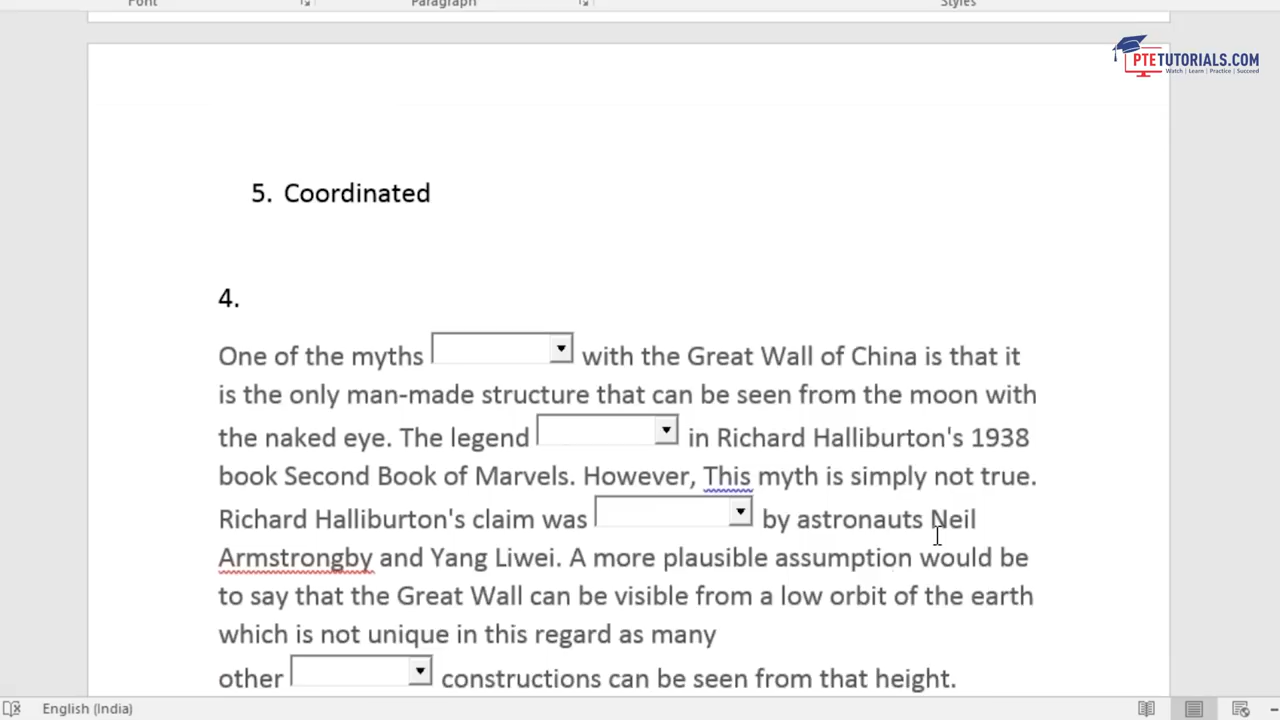 Font Paragraph Styles
PTETUTORIALS.COM
Watch | Learn | Practice | Succeed
5. Coordinated
4.
One of the myths with the Great Wall of China is that it
is the only man-made structure that can be seen from the moon with
the naked eye. The legend in Richard Halliburton's 1938
book Second Book of Marvels. However, This myth is simply not true.
Richard Halliburton's claim was by astronauts Neil
Armstrongby and Yang Liwei. A more plausible assumption would be
to say that the Great Wall can be visible from a low orbit of the earth
which is not unique in this regard as many
other constructions can be seen from that height.
English (India)